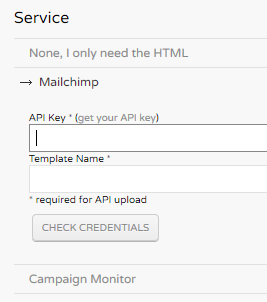 Service
None, I only need the HTML
→ Mailchimp
API Key * (get your API key)
Template Name *
* required for API upload
CHECK CREDENTIALS
Campaign Monitor